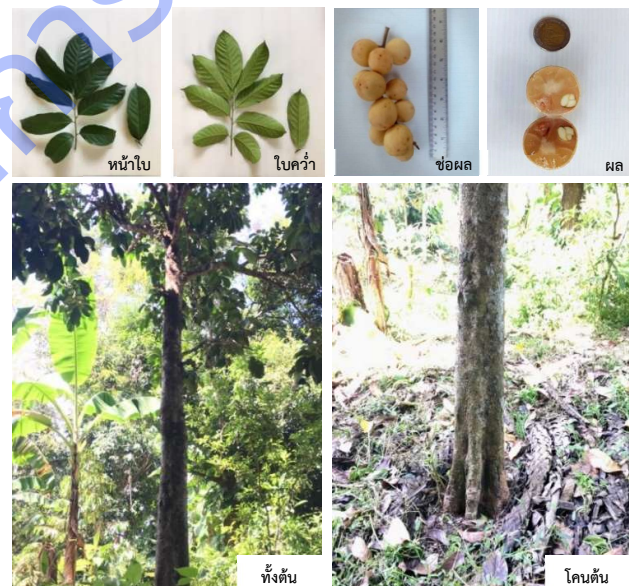 หน้าใบ
ใบคว่ำ
ช่อผล
ผล
ทั้งต้น
โคนต้น